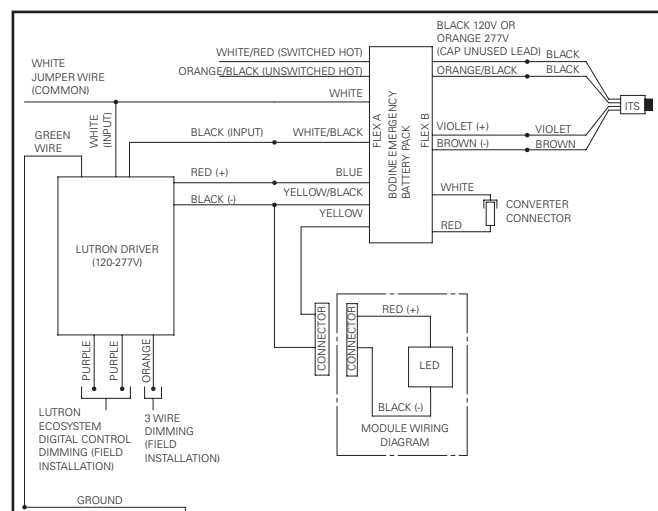 BLACK 120V OR
ORANGE 277V
(CAP UNUSED LEAD)
BLACK
WHITE/RED (SWITCHED HOT)
ORANGE/BLACK (UNSWITCHED HOT)
ORANGE/BLACK
BLACK
WHITE
JUMPER WIRE
(COMMON)
WHITE
ITS
GREEN
WIRE
WHITE
(INPUT)
BLACK (INPUT)
WHITE/BLACK
FLEX A
BODINE EMERGENCY
BATTERY PACK
FLEX B
VIOLET (+)
VIOLET
BROWN (-)
BROWN
RED (+)
BLUE
BLACK (-)
YELLOW/BLACK
YELLOW
WHITE
CONVERTER
CONNECTOR
RED
LUTRON DRIVER
(120-277V)
CONNECTOR
CONNECTOR
RED (+)
LED
BLACK (-)
MODULE WIRING
DIAGRAM
PURPLE
PURPLE
ORANGE
LUTRON
ECOSYSTEM
DIGITAL CONTROL
DIMMING (FIELD
INSTALLATION)
3 WIRE
DIMMING
(FIELD
INSTALLATION)
GROUND